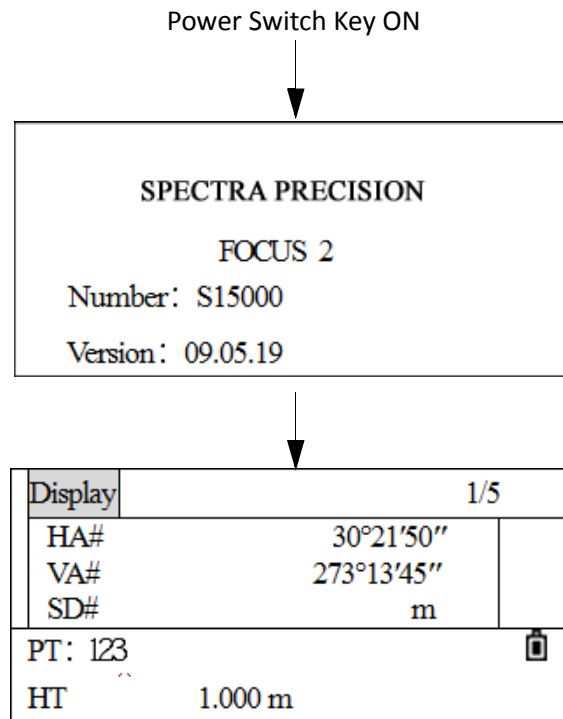 Power Switch Key ON
SPECTRA PRECISION
FOCUS 2
Number: S15000
Version: 09.05.19
Display 1/5
HA# 30°21′50″
VA# 273°13′45″
SD# m
PT: 123
HT 1.000 m